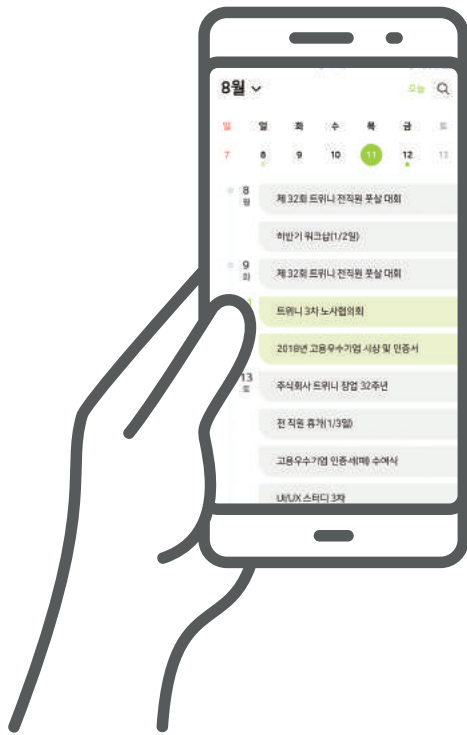 8월
오늘
일 월 화 수 목 금 토
7 8 9 10 11 12 13
8
월
제 32회 트위니 전직원 풋살 대회
하반기 워크샵(1/2일)
9
화
제 32회 트위니 전직원 풋살 대회
트위니 3차 노사협의회
2018년 고용우수기업 시상 및 인증서
13
토
주식회사 트위니 창업 32주년
전 직원 휴가(1/3일)
고용우수기업 인증서(패) 수여식
UI/UX 스터디 3차